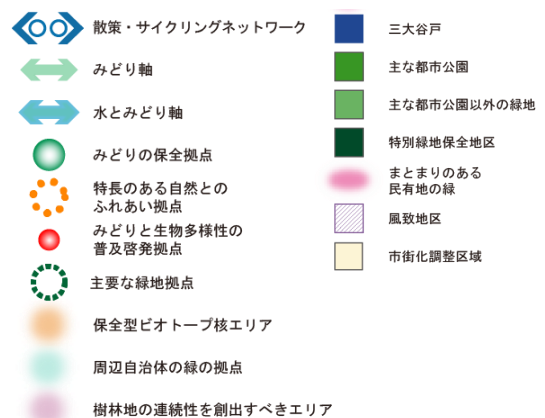 散策・サイクリングネットワーク
みどり軸
水とみどり軸
みどりの保全拠点
特長のある自然との
ふれあい拠点
みどりと生物多様性の
普及啓発拠点
主要な緑地拠点
保全型ビオトープ核エリア
周辺自治体の緑の拠点
樹林地の連続性を創出すべきエリア
三大谷戸
主な都市公園
主な都市公園以外の緑地
特別緑地保全地区
まとまりのある
民有地の緑
風致地区
市街化調整区域